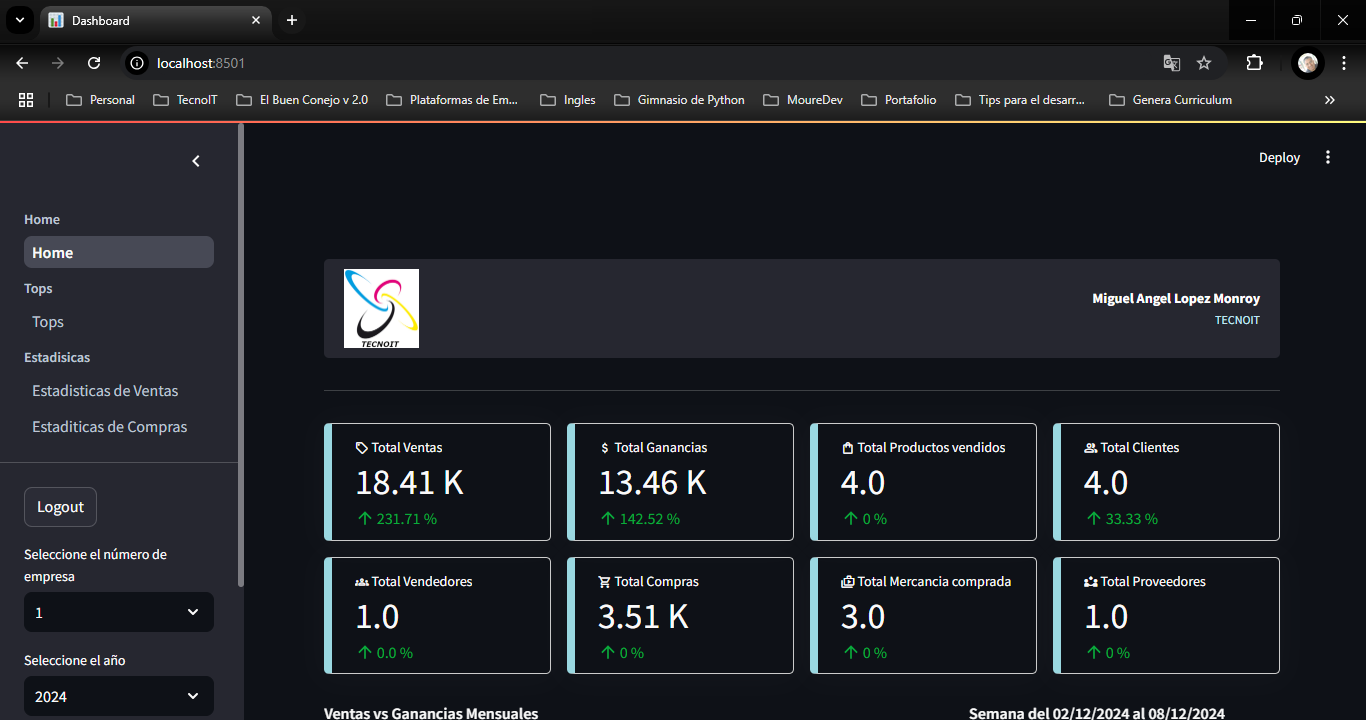 Dashboard
localhost:8501
Personal TecnoIT El Buen Conejo v 2.0 Plataformas de Em... Ingles Gimnasio de Python MoureDev Portafolio Tips para el desarr... Genera Curriculum
Deploy
Home
Home
Tops
Tops
Estadisicas
Estadisticas de Ventas
Estaditicas de Compras
Logout
Seleccione el número de
empresa
1
Seleccione el año
2024
TECNOIT
Miguel Angel Lopez Monroy
TECNOIT
Total Ventas
18.41 K
231.71 %
Total Ganancias
13.46 K
142.52 %
Total Productos vendidos
4.0
0 %
Total Clientes
4.0
33.33 %
Total Vendedores
1.0
0.0 %
Total Compras
3.51 K
0 %
Total Mercancia comprada
3.0
0 %
Total Proveedores
1.0
0 %
Ventas vs Ganancias Mensuales
Semana del 02/12/2024 al 08/12/2024